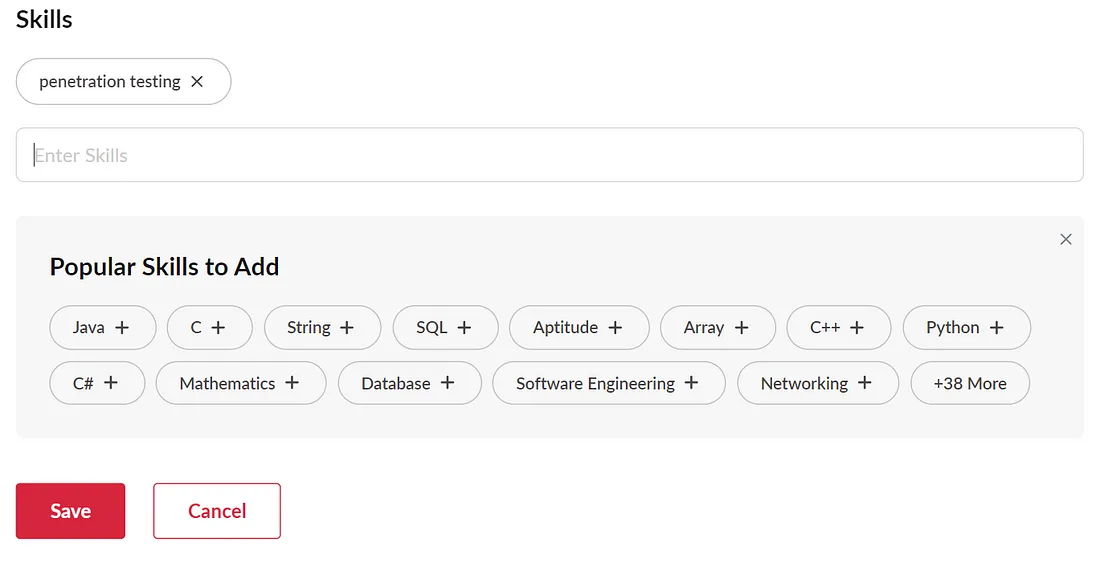 Skills
penetration testing ×
Enter Skills
×
Popular Skills to Add
Java + C + String + SQL + Aptitude + Array + C++ + Python +
C# + Mathematics + Database + Software Engineering + Networking + +38 More
Save Cancel